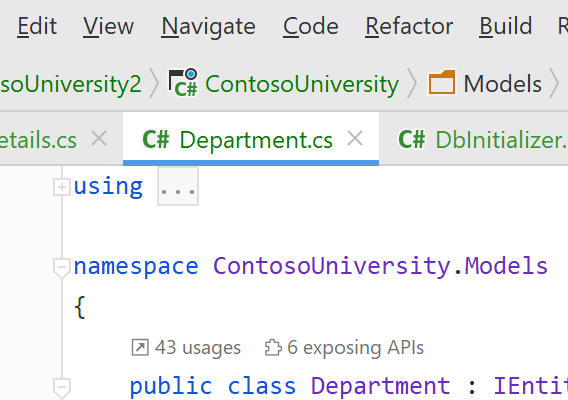 Edit View Navigate Code Refactor Build R
osoUniversity2 ContosoUniversity Models
etails.cs C# Department.cs C# DbInitializer.
using ...
namespace ContosoUniversity.Models
{
43 usages 6 exposing APIs
public class Department : IEntit